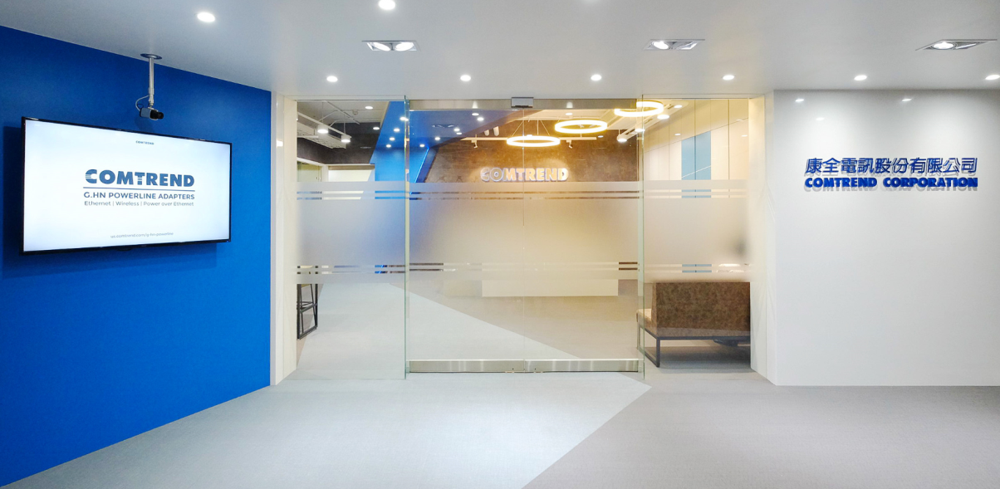 COMTREND
COMTREND
G.HN POWERLINE ADAPTERS
Ethernet | Wireless | Power over Ethernet
COMTREND
康全電訊股份有限公司
COMTREND CORPORATION